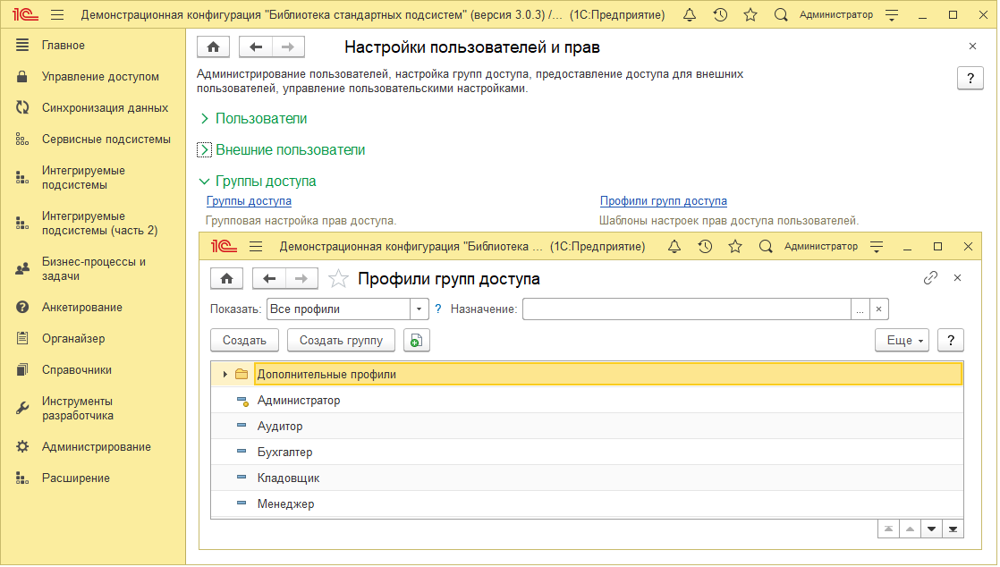 1С Демонстрационная конфигурация "Библиотека стандартных подсистем" (версия 3.0.3) /... (1С:Предприятие) Администратор
Главное
Управление доступом
Синхронизация данных
Сервисные подсистемы
Интегрируемые
подсистемы
Интегрируемые
подсистемы (часть 2)
Бизнес-процессы и
задачи
Анкетирование
Органайзер
Справочники
Инструменты
разработчика
Администрирование
Расширение
Настройки пользователей и прав
Администрирование пользователей, настройка групп доступа, предоставление доступа для внешних
пользователей, управление пользовательскими настройками.
?
Пользователи
Внешние пользователи
Группы доступа
Группы доступа Профили групп доступа
Групповая настройка прав доступа. Шаблоны настроек прав доступа пользователей.
1С Демонстрационная конфигурация "Библиотека ... (1С:Предприятие) Администратор
Профили групп доступа
Показать: Все профили ? Назначение: ... ×
Создать Создать группу Еще ?
Дополнительные профили
Администратор
Аудитор
Бухгалтер
Кладовщик
Менеджер